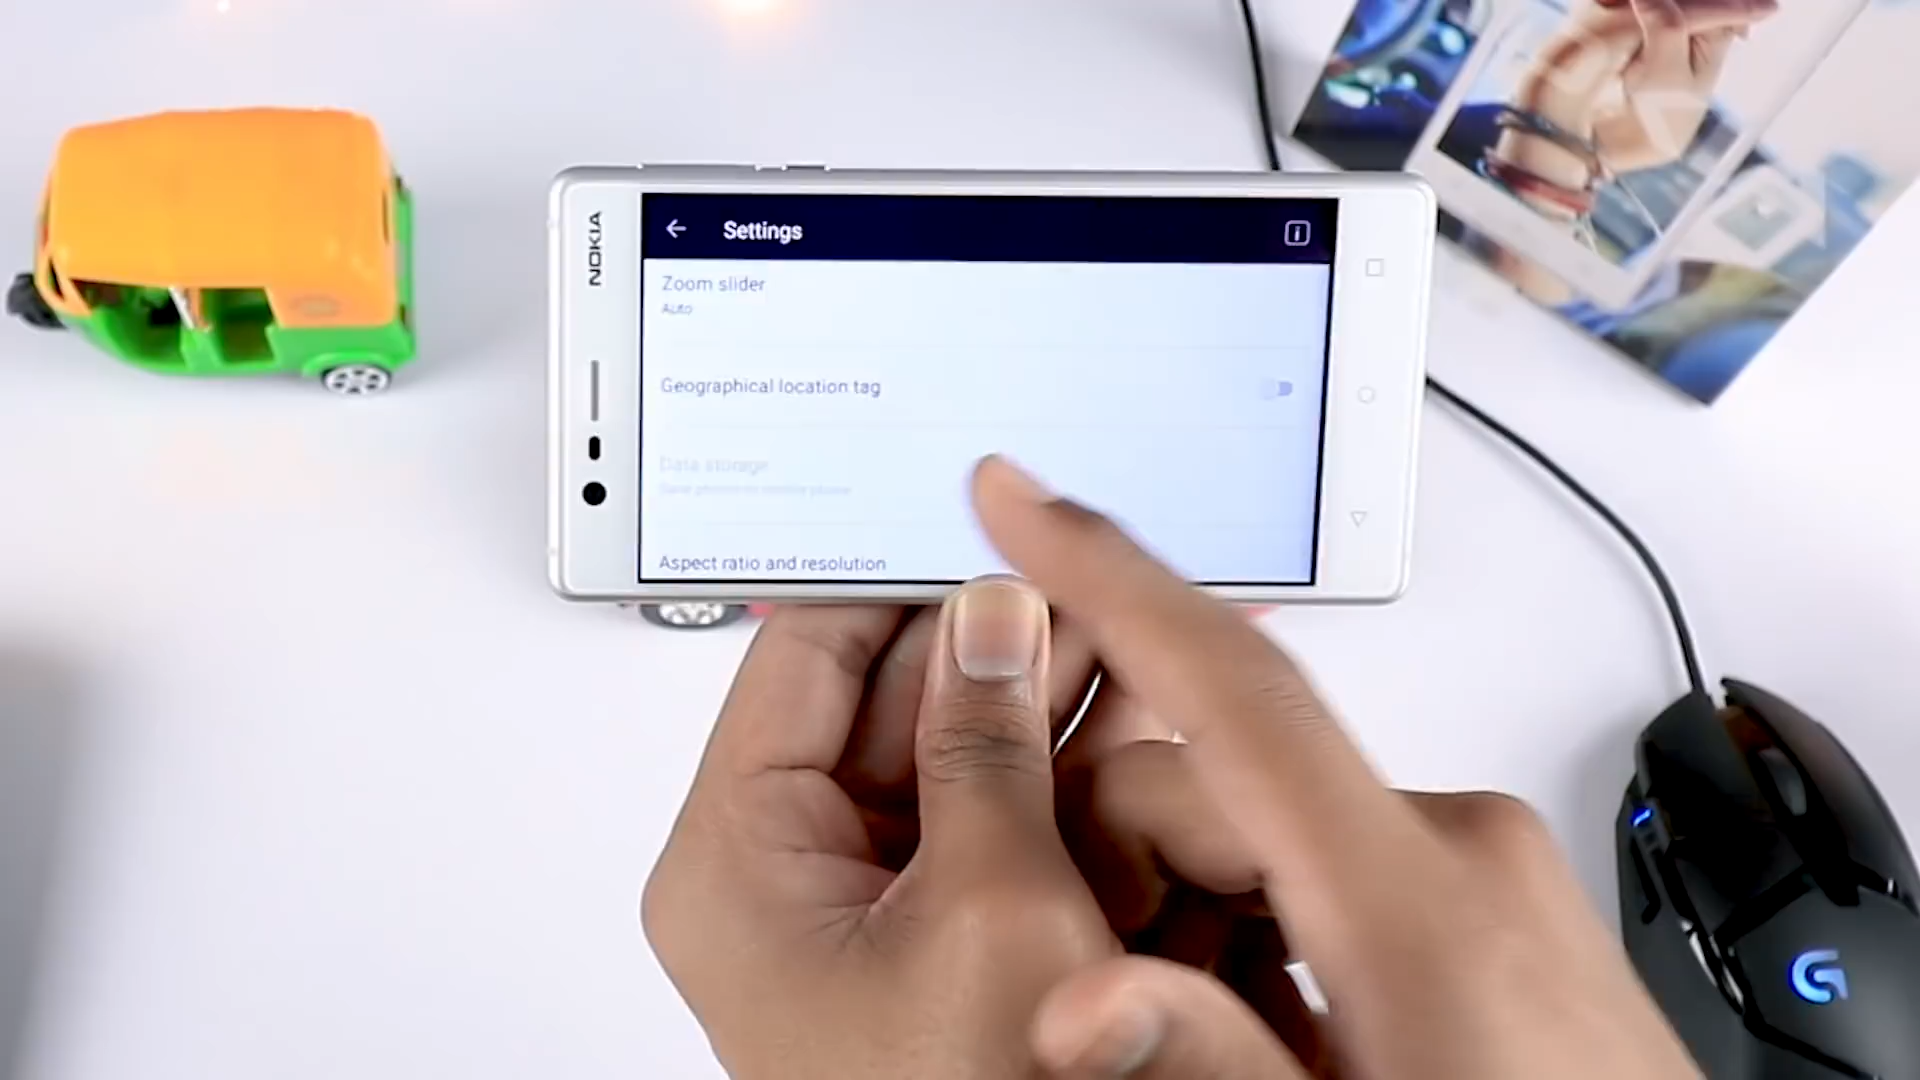 NOKIA
Settings
Zoom slider
Auto
Geographical location tag
Data storage
Aspect ratio and resolution